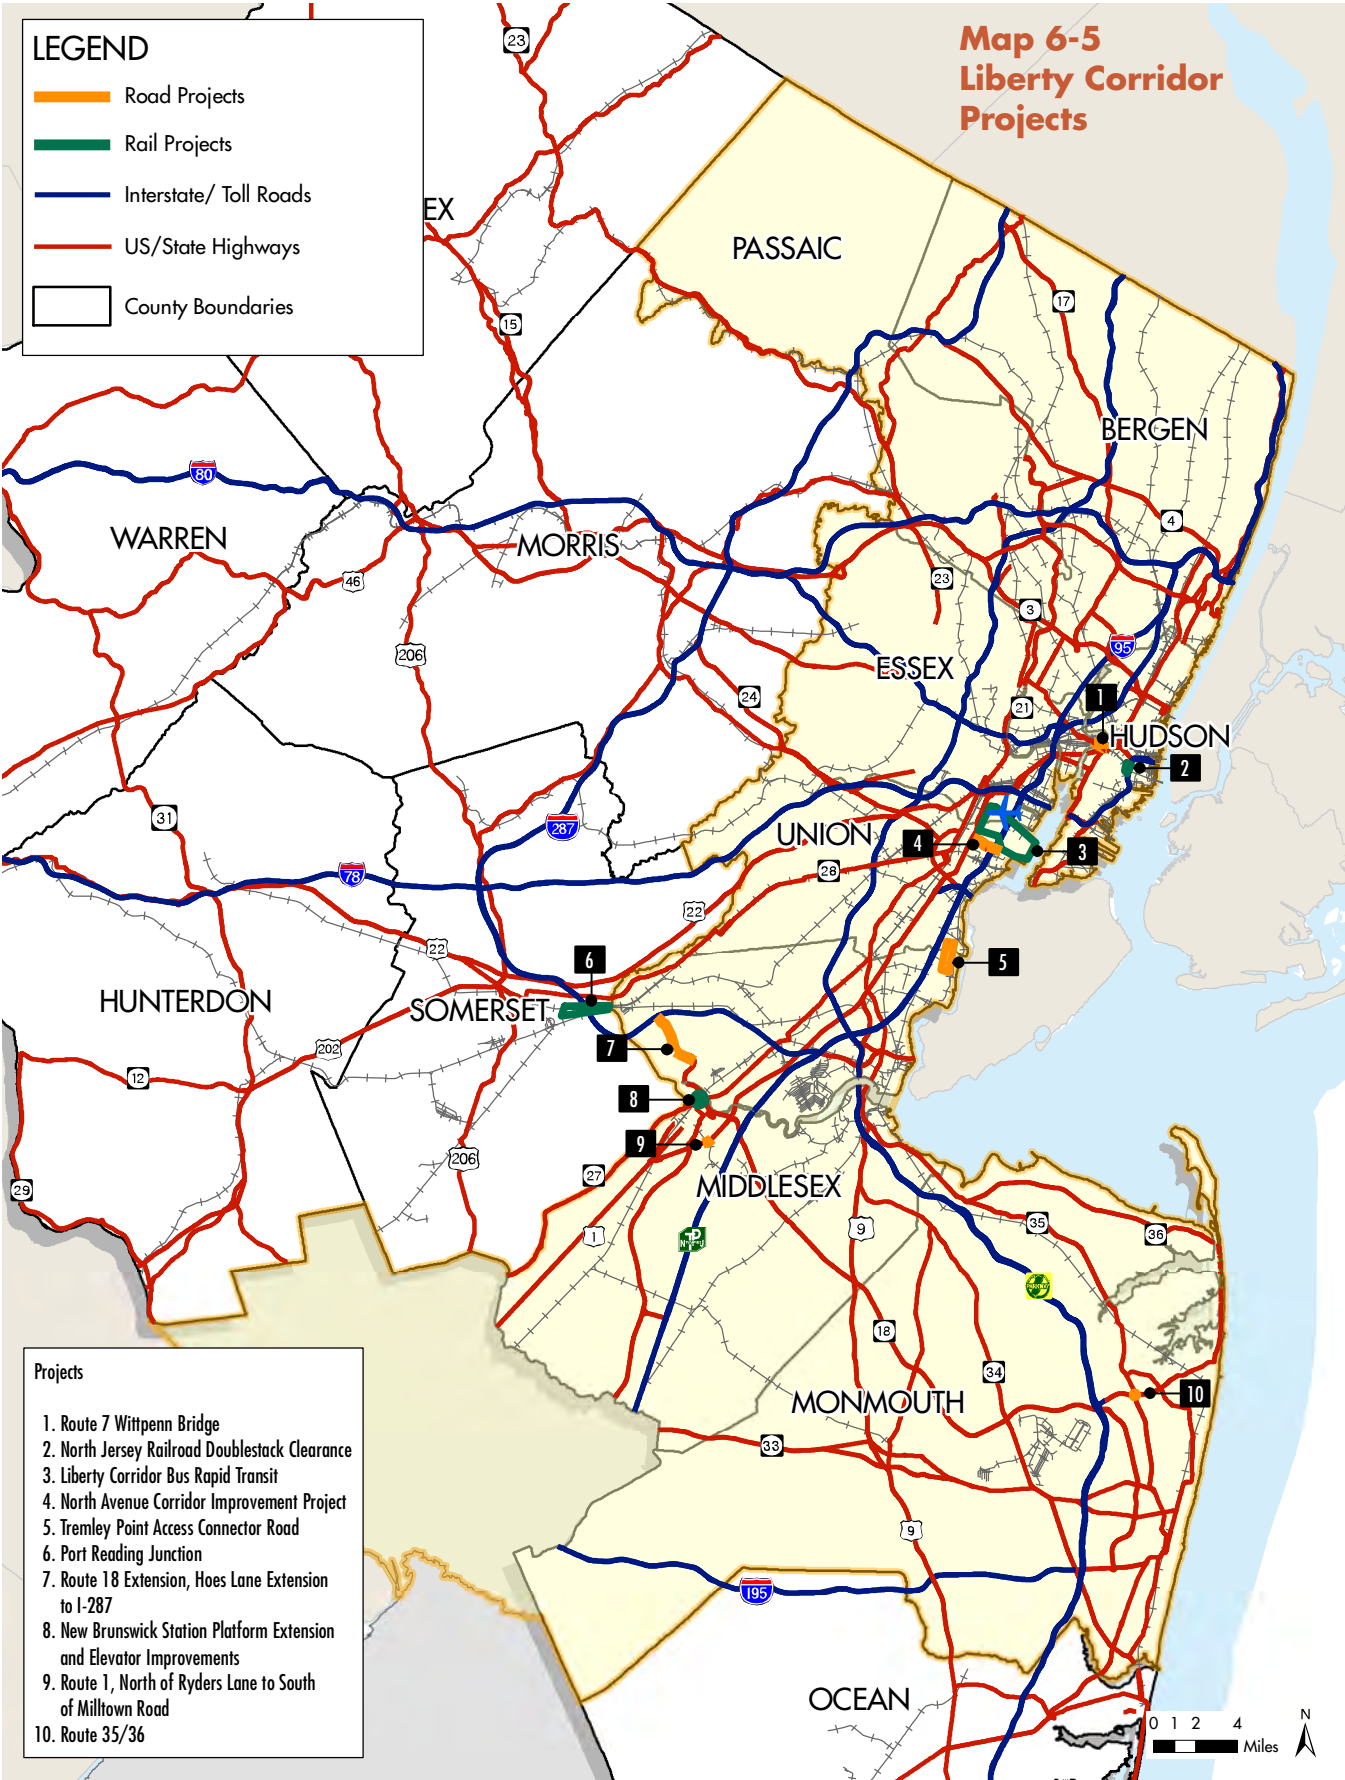 Map 6-5
Liberty Corridor
Projects
LEGEND
Road Projects
Rail Projects
Interstate/ Toll Roads
US/State Highways
County Boundaries
23
EX
PASSAIC
17
15
BERGEN
80
4
WARREN
MORRIS
46
23
3
206
95
ESSEX
24
21
1
HUDSON
2
31
287
UNION
4
3
78
28
22
22
6
5
HUNTERDON
SOMERSET
202
7
12
8
9
206
27
29
MIDDLESEX
1
9
35
36
18
34
10
MONMOUTH
33
9
195
OCEAN
Projects
1. Route 7 Wittpenn Bridge
2. North Jersey Railroad Doublestack Clearance
3. Liberty Corridor Bus Rapid Transit
4. North Avenue Corridor Improvement Project
5. Tremley Point Access Connector Road
6. Port Reading Junction
7. Route 18 Extension, Hoes Lane Extension
to I-287
8. New Brunswick Station Platform Extension
and Elevator Improvements
9. Route 1, North of Ryders Lane to South
of Milltown Road
10. Route 35/36
N
0 1 2 4
Miles